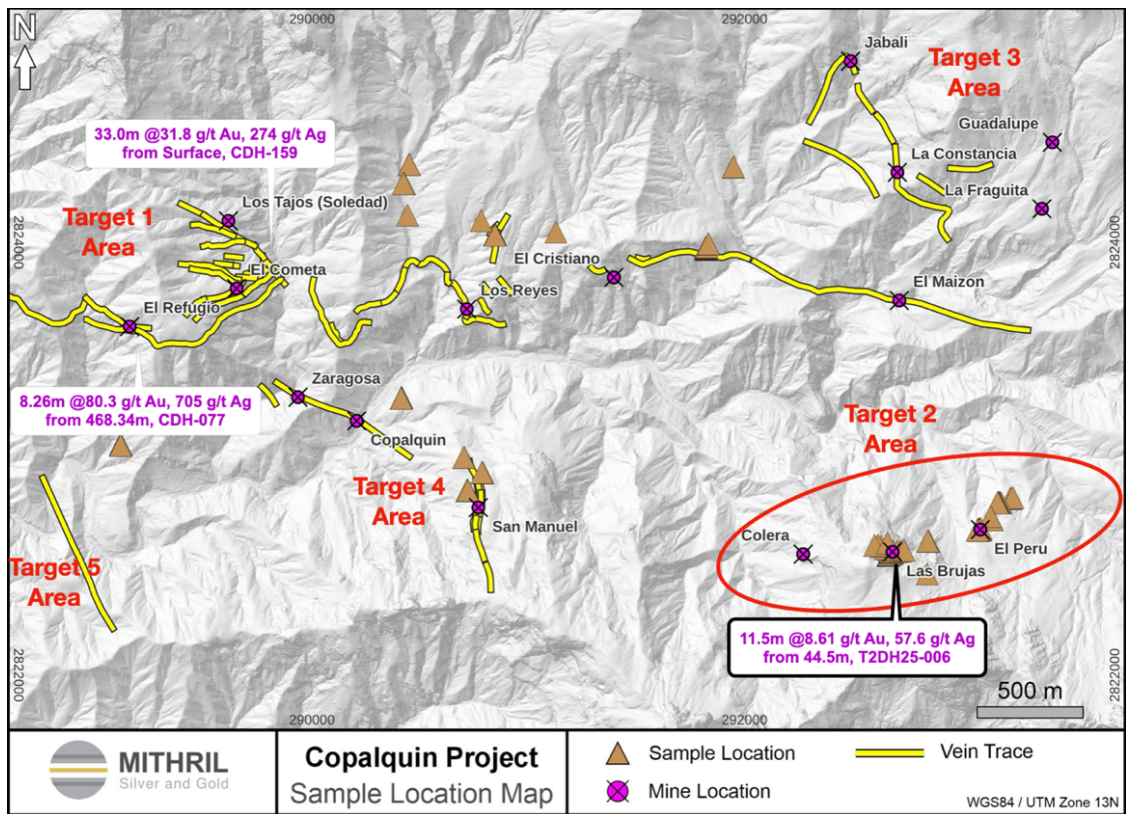 N
290000
292000
Jabali
Target 3
Area
33.0m @31.8 g/t Au, 274 g/t Ag
from Surface, CDH-159
Guadalupe
La Constancia
La Fraguita
Los Tajos (Soledad)
Target 1
Area
2824000
2824000
El Cristiano
El Cometa
El Maizon
Los Reyes
El Refugio
Zaragosa
8.26m @80.3 g/t Au, 705 g/t Ag
from 468.34m, CDH-077
Target 2
Area
Copalquin
Target 4
Area
San Manuel
Colera
El Peru
Target 5
Area
Las Brujas
11.5m @8.61 g/t Au, 57.6 g/t Ag
from 44.5m, T2DH25-006
2822000
2822000
500 m
290000
292000
MITHRIL
Silver and Gold
Copalquin Project
Sample Location Map
Sample Location
Vein Trace
Mine Location
WGS84 / UTM Zone 13N